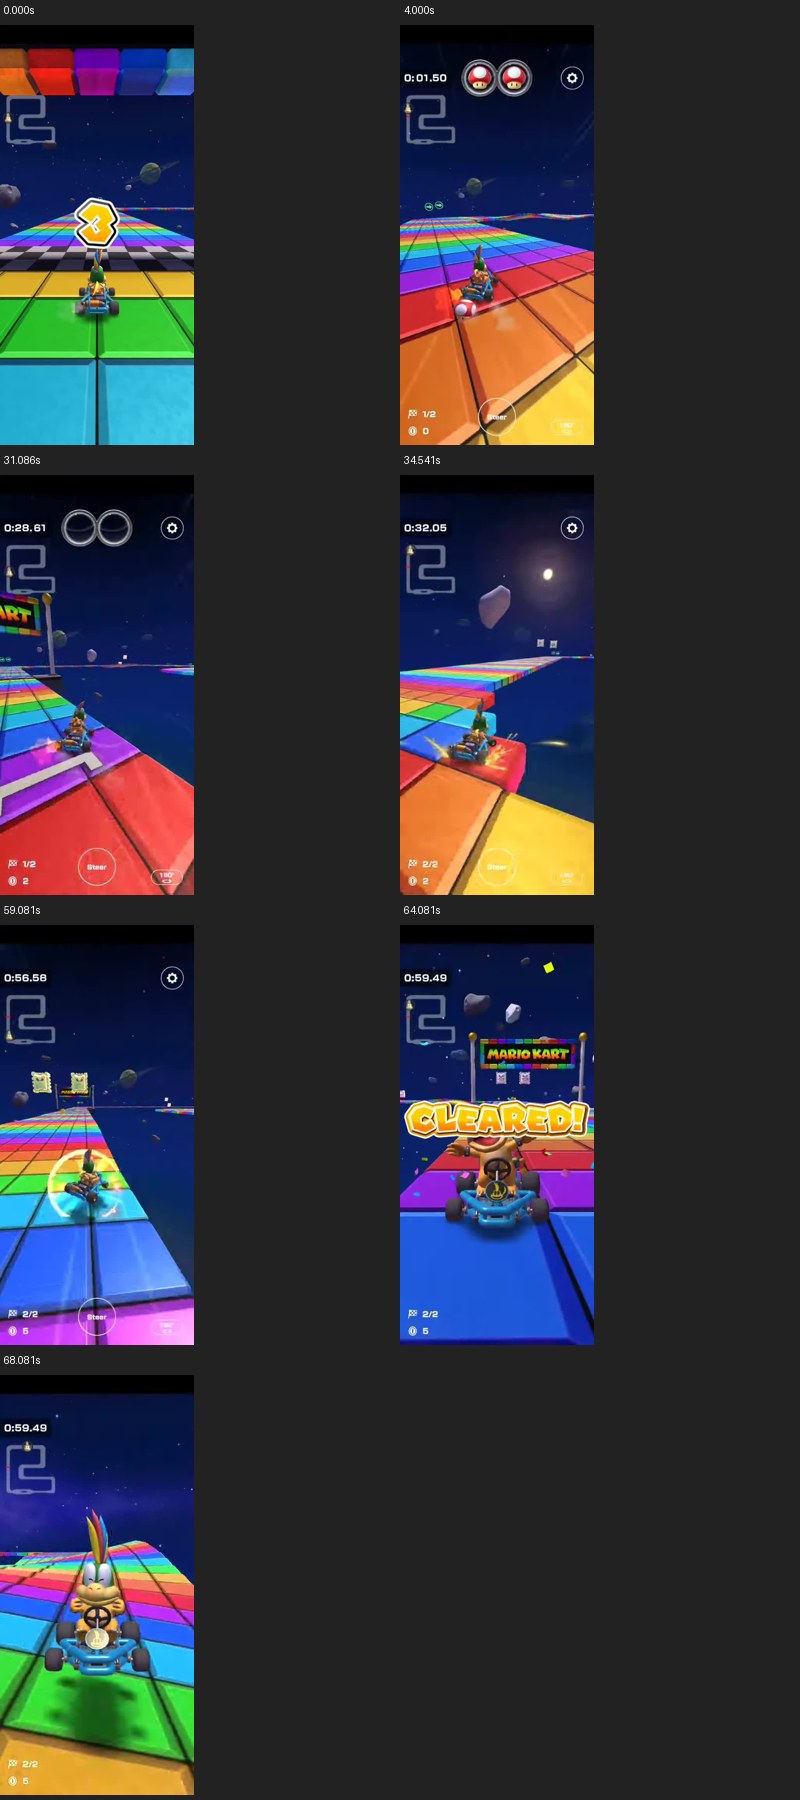 0.000s
3
4.000s
0:01.50
1/2
0
Steer
31.086s
0:28.61
ART
1/2
2
Steer
180°
34.541s
0:32.05
2/2
2
Steer
59.081s
0:56.58
2/2
5
Steer
64.081s
0:59.49
MARIO KART
CLEARED!
2/2
5
68.081s
0:59.49
2/2
5